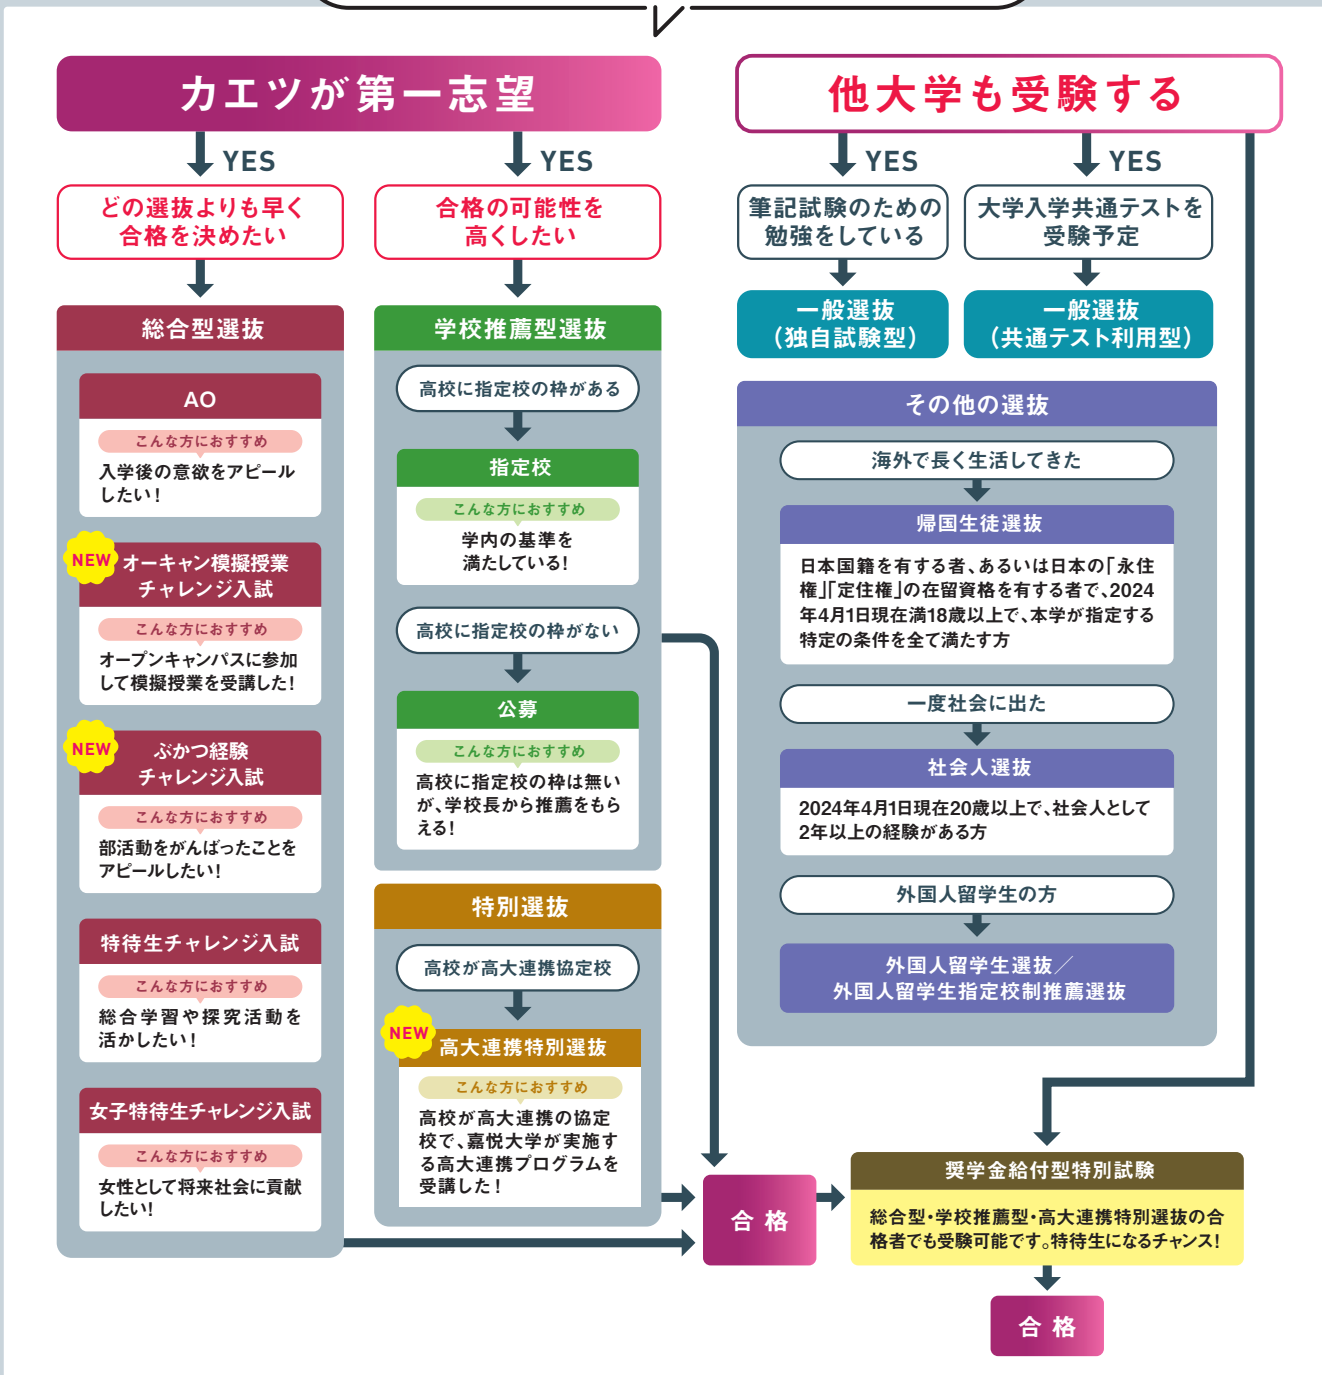 カエツが第一志望
YES
YES
どの選抜よりも早く
合格を決めたい
合格の可能性を
高くしたい
総合型選抜
AO
こんな方におすすめ
入学後の意欲をアピール
したい！
NEW
オーキャン模擬授業
チャレンジ入試
こんな方におすすめ
オープンキャンパスに参加
して模擬授業を受講した！
NEW
ぶかつ経験
チャレンジ入試
こんな方におすすめ
部活動をがんばったことを
アピールしたい！
特待生チャレンジ入試
こんな方におすすめ
総合学習や探究活動を
活かしたい！
女子特待生チャレンジ入試
こんな方におすすめ
女性として将来社会に貢献
したい！
学校推薦型選抜
高校に指定校の枠がある
指定校
こんな方におすすめ
学内の基準を
満たしている！
高校に指定校の枠がない
公募
こんな方におすすめ
高校に指定校の枠は無い
が、学校長から推薦をもら
える！
特別選抜
高校が高大連携協定校
NEW
高大連携特別選抜
こんな方におすすめ
高校が高大連携の協定
校で、嘉悦大学が実施す
る高大連携プログラムを
受講した！
他大学も受験する
YES
YES
筆記試験のための
勉強をしている
大学入学共通テストを
受験予定
一般選抜
（独自試験型）
一般選抜
（共通テスト利用型）
その他の選抜
海外で長く生活してきた
帰国生徒選抜
日本国籍を有する者、あるいは日本の「永住
権」「定住権」の在留資格を有する者で、2024
年4月1日現在満18歳以上で、本学が指定する
特定の条件を全て満たす方
一度社会に出た
社会人選抜
2024年4月1日現在20歳以上で、社会人として
2年以上の経験がある方
外国人留学生の方
外国人留学生選抜／
外国人留学生指定校制推薦選抜
合格
奨学金給付型特別試験
総合型・学校推薦型・高大連携特別選抜の合
格者でも受験可能です。特待生になるチャンス！
合格